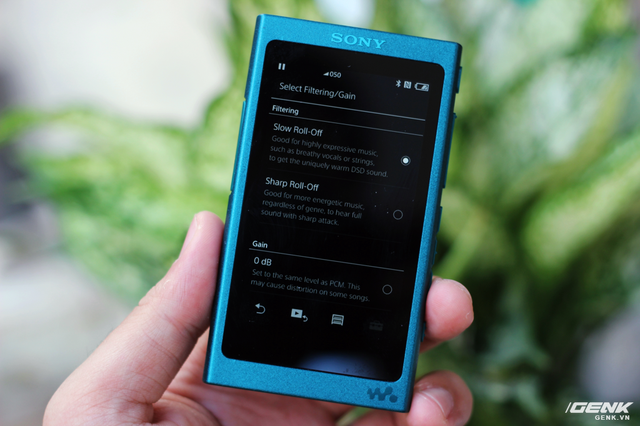 SONY
050
Select Filtering/Gain
Filtering
Slow Roll-Off
Good for highly expressive music,
such as breathy vocals or strings,
to get the uniquely warm DSD sound.
Sharp Roll-Off
Good for more energetic music,
regardless of genre, to hear full
sound with sharp attack.
Gain
0 dB
Set to the same level as PCM. This
may cause distortion on some songs.
GENK
GENK.VN